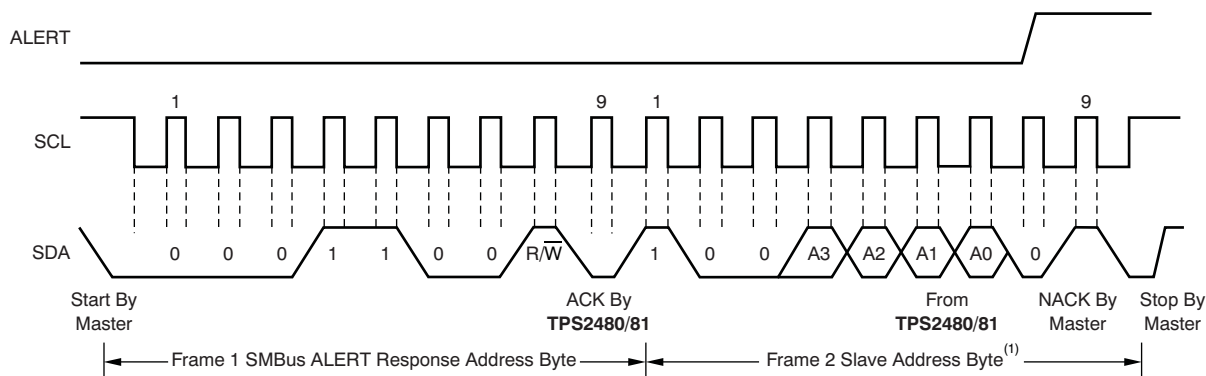 ALERT
1 9 1 9
SCL
SDA
0 0 0 1 1 0 0 R/W 1 0 0 A3 A2 A1 A0 0
Start By
Master
ACK By
TPS2480/81
From
TPS2480/81
NACK By
Master
Stop By
Master
Frame 1 SMBus ALERT Response Address Byte
Frame 2 Slave Address Byte(1)